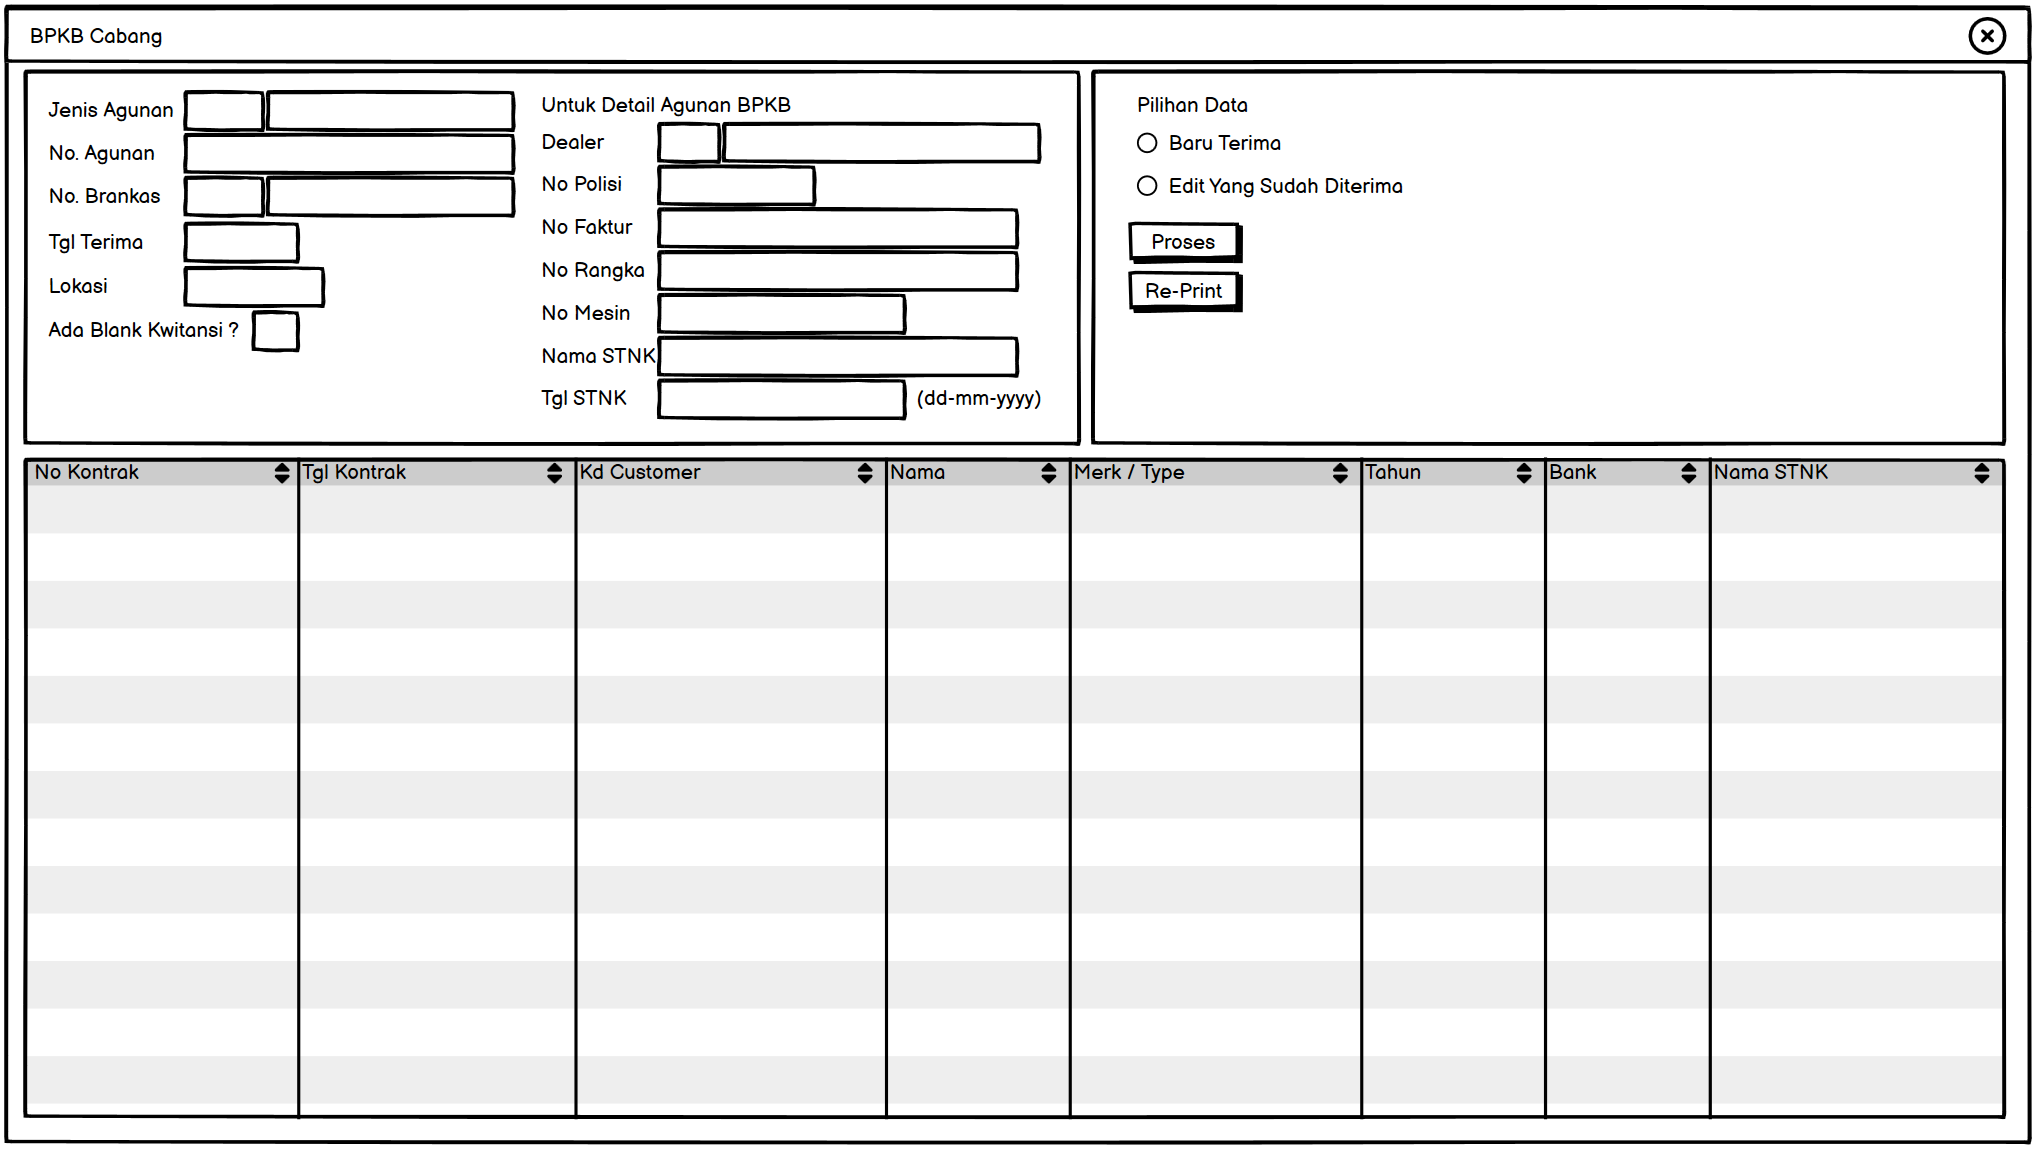 BPKB Cabang
Jenis Agunan
No. Agunan
No. Brankas
Tgl Terima
Lokasi
Ada Blank Kwitansi ?
Untuk Detail Agunan BPKB
Dealer
No Polisi
No Faktur
No Rangka
No Mesin
Nama STNK
Tgl STNK (dd-mm-yyyy)
Pilihan Data
Baru Terima
Edit Yang Sudah Diterima
Proses
Re-Print
No Kontrak Tgl Kontrak Kd Customer Nama Merk / Type Tahun Bank Nama STNK